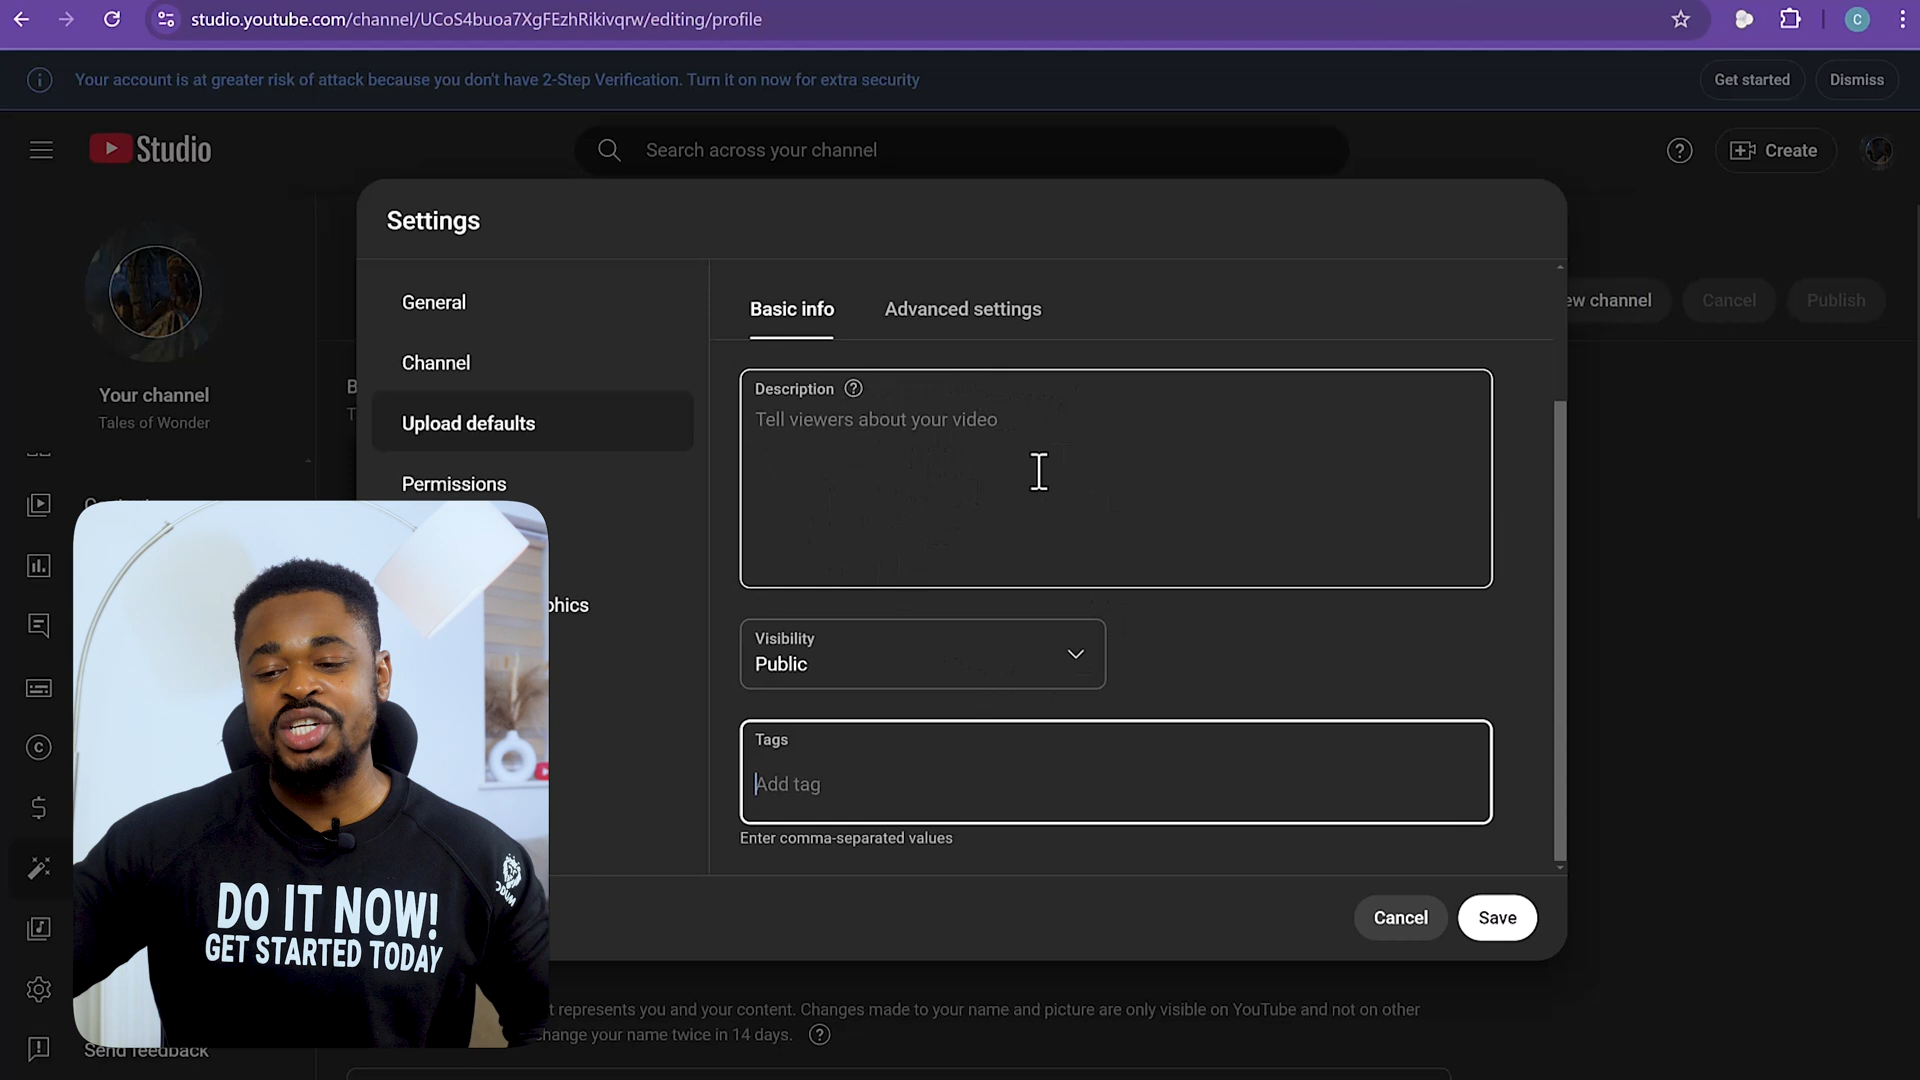 studio.youtube.com/channel/UCoS4buoa7XgFEzhRikivqrw/editing/profile
C
Your account is at greater risk of attack because you don't have 2-Step Verification. Turn it on now for extra security
Get started
Dismiss
Studio
Search across your channel
Create
Settings
General
Channel
Upload defaults
Permissions
phics
Basic info
Advanced settings
Description
Tell viewers about your video
Visibility
Public
Tags
Add tag
Enter comma-separated values
Cancel
Save
ew channel
Cancel
Publish
Your channel
Tales of Wonder
B
T
DO IT NOW!
GET STARTED TODAY
t represents you and your content. Changes made to your name and picture are only visible on YouTube and not on other
hange your name twice in 14 days.
Send feedback